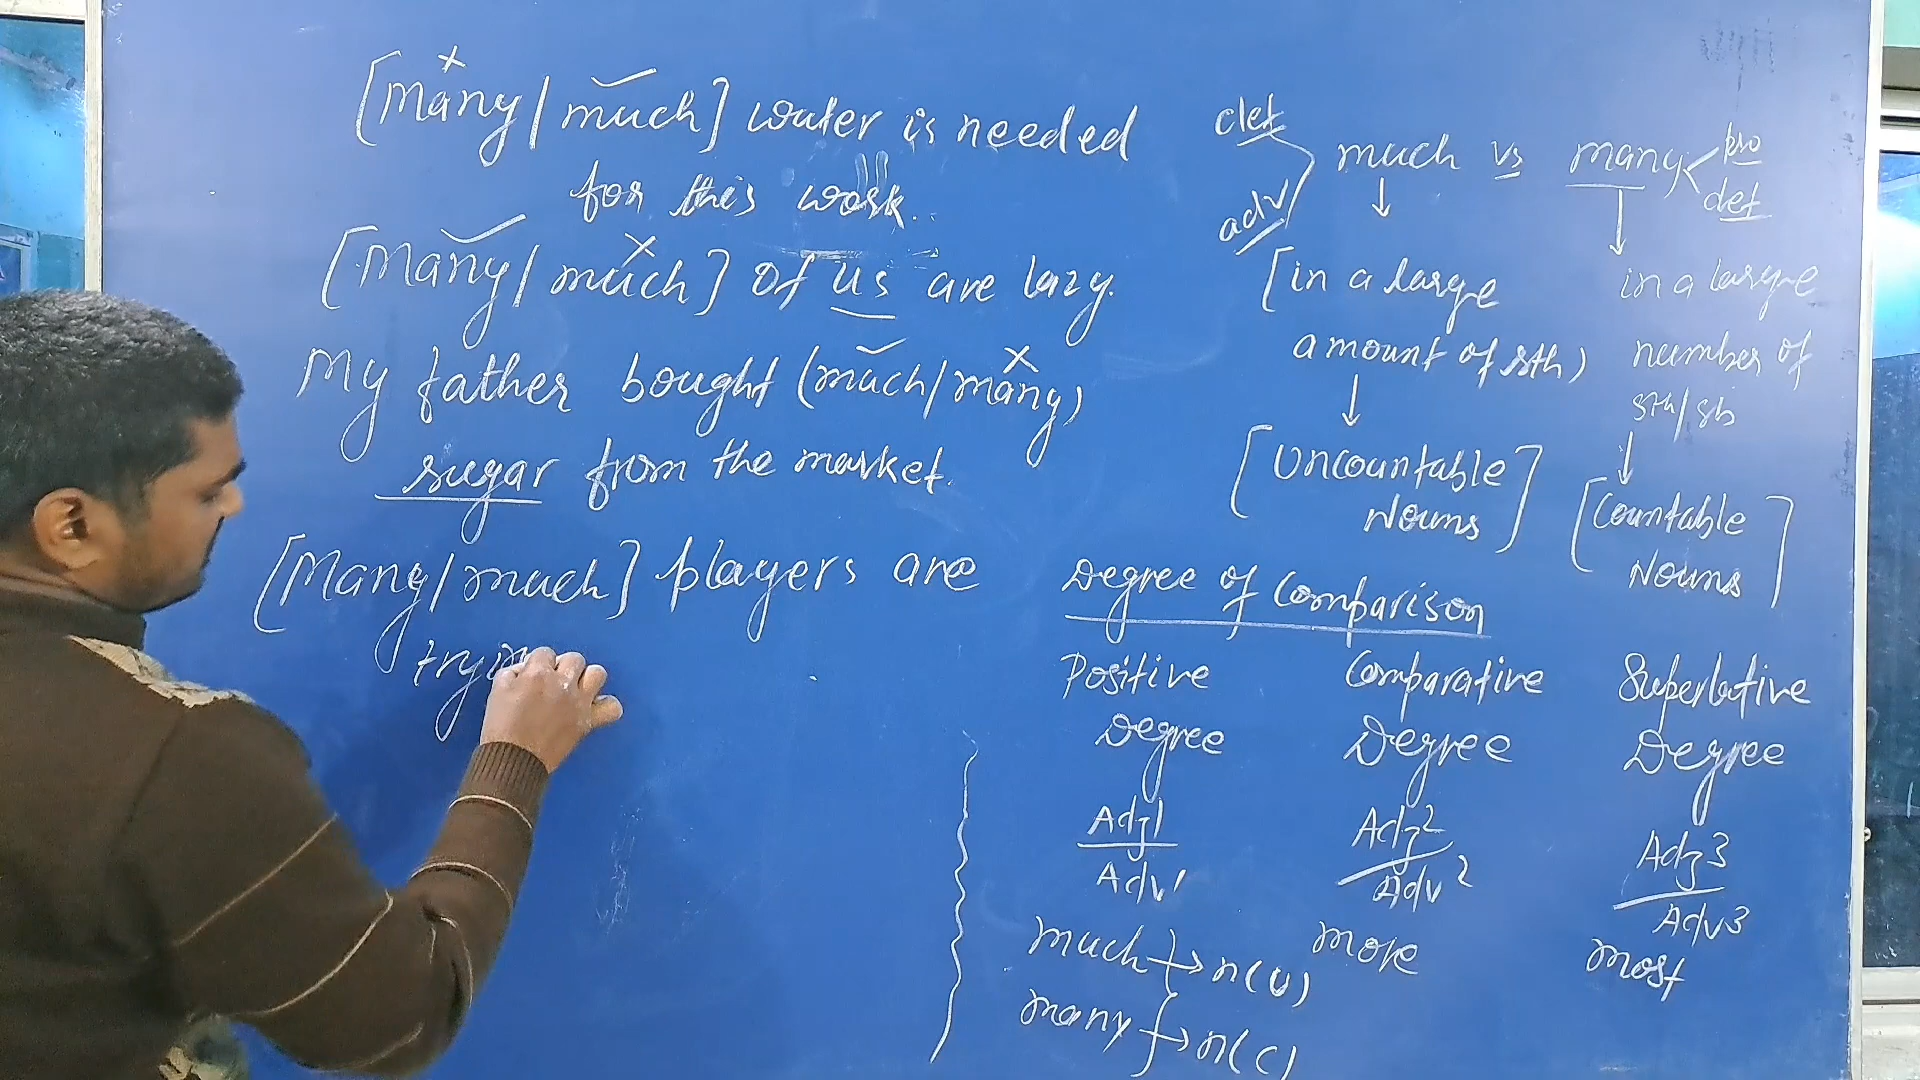 [Many/much] water is needed
for this work.
[Many/much] of us are lazy.
My father bought (much/many)
sugar from the market.
[Many/much] players are
tryin
det
adv
much vs many
pro
det
[in a large
amount of sth)
[Uncountable
Nouns]
in a large
number of
sth/sb
[Countable
Nouns]
Degree of Comparison
Positive
Degree
Adj1
Adv1
Comparative
Degree
Adj2
Adv2
Superlative
Degree
Adj3
Adv3
much → n(U)
many → n(C)
more
most